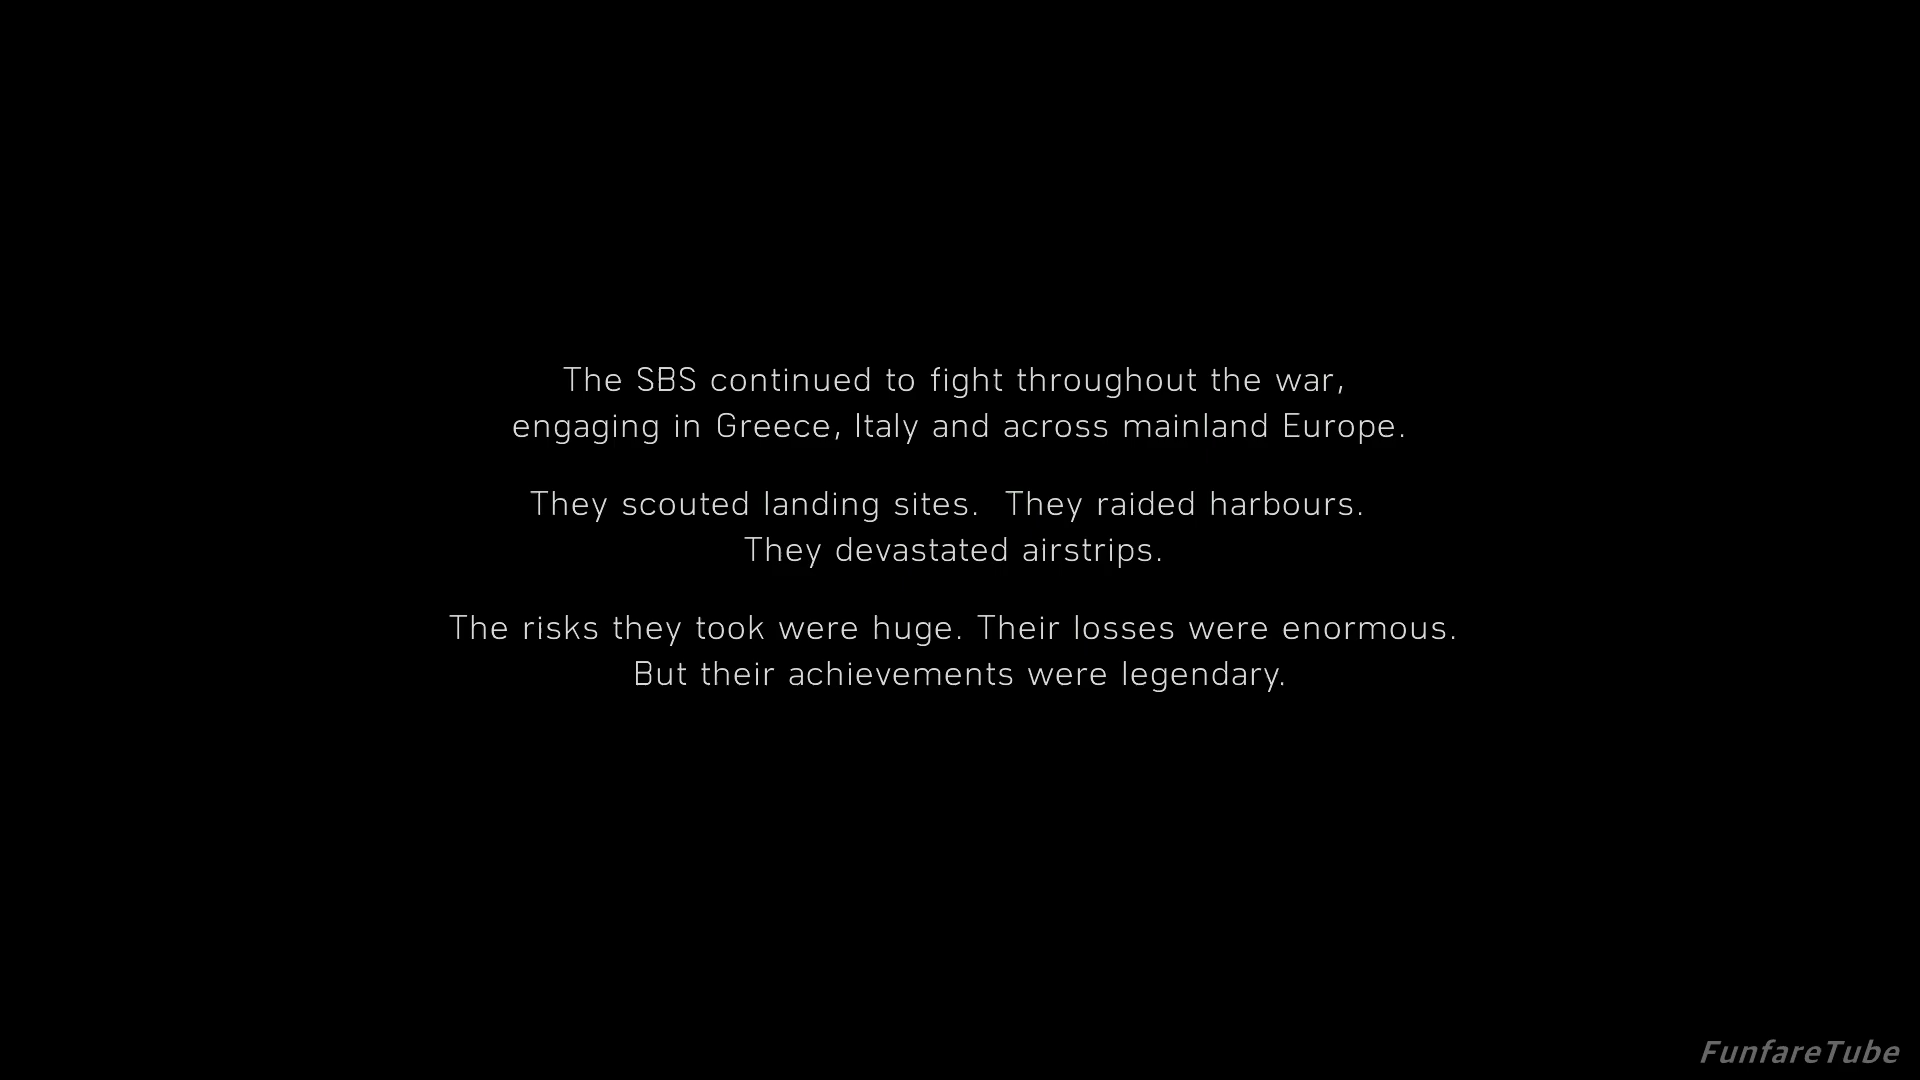 The SBS continued to fight throughout the war,
engaging in Greece, Italy and across mainland Europe.
They scouted landing sites.  They raided harbours.
They devastated airstrips.
The risks they took were huge. Their losses were enormous.
But their achievements were legendary.
FunfareTube